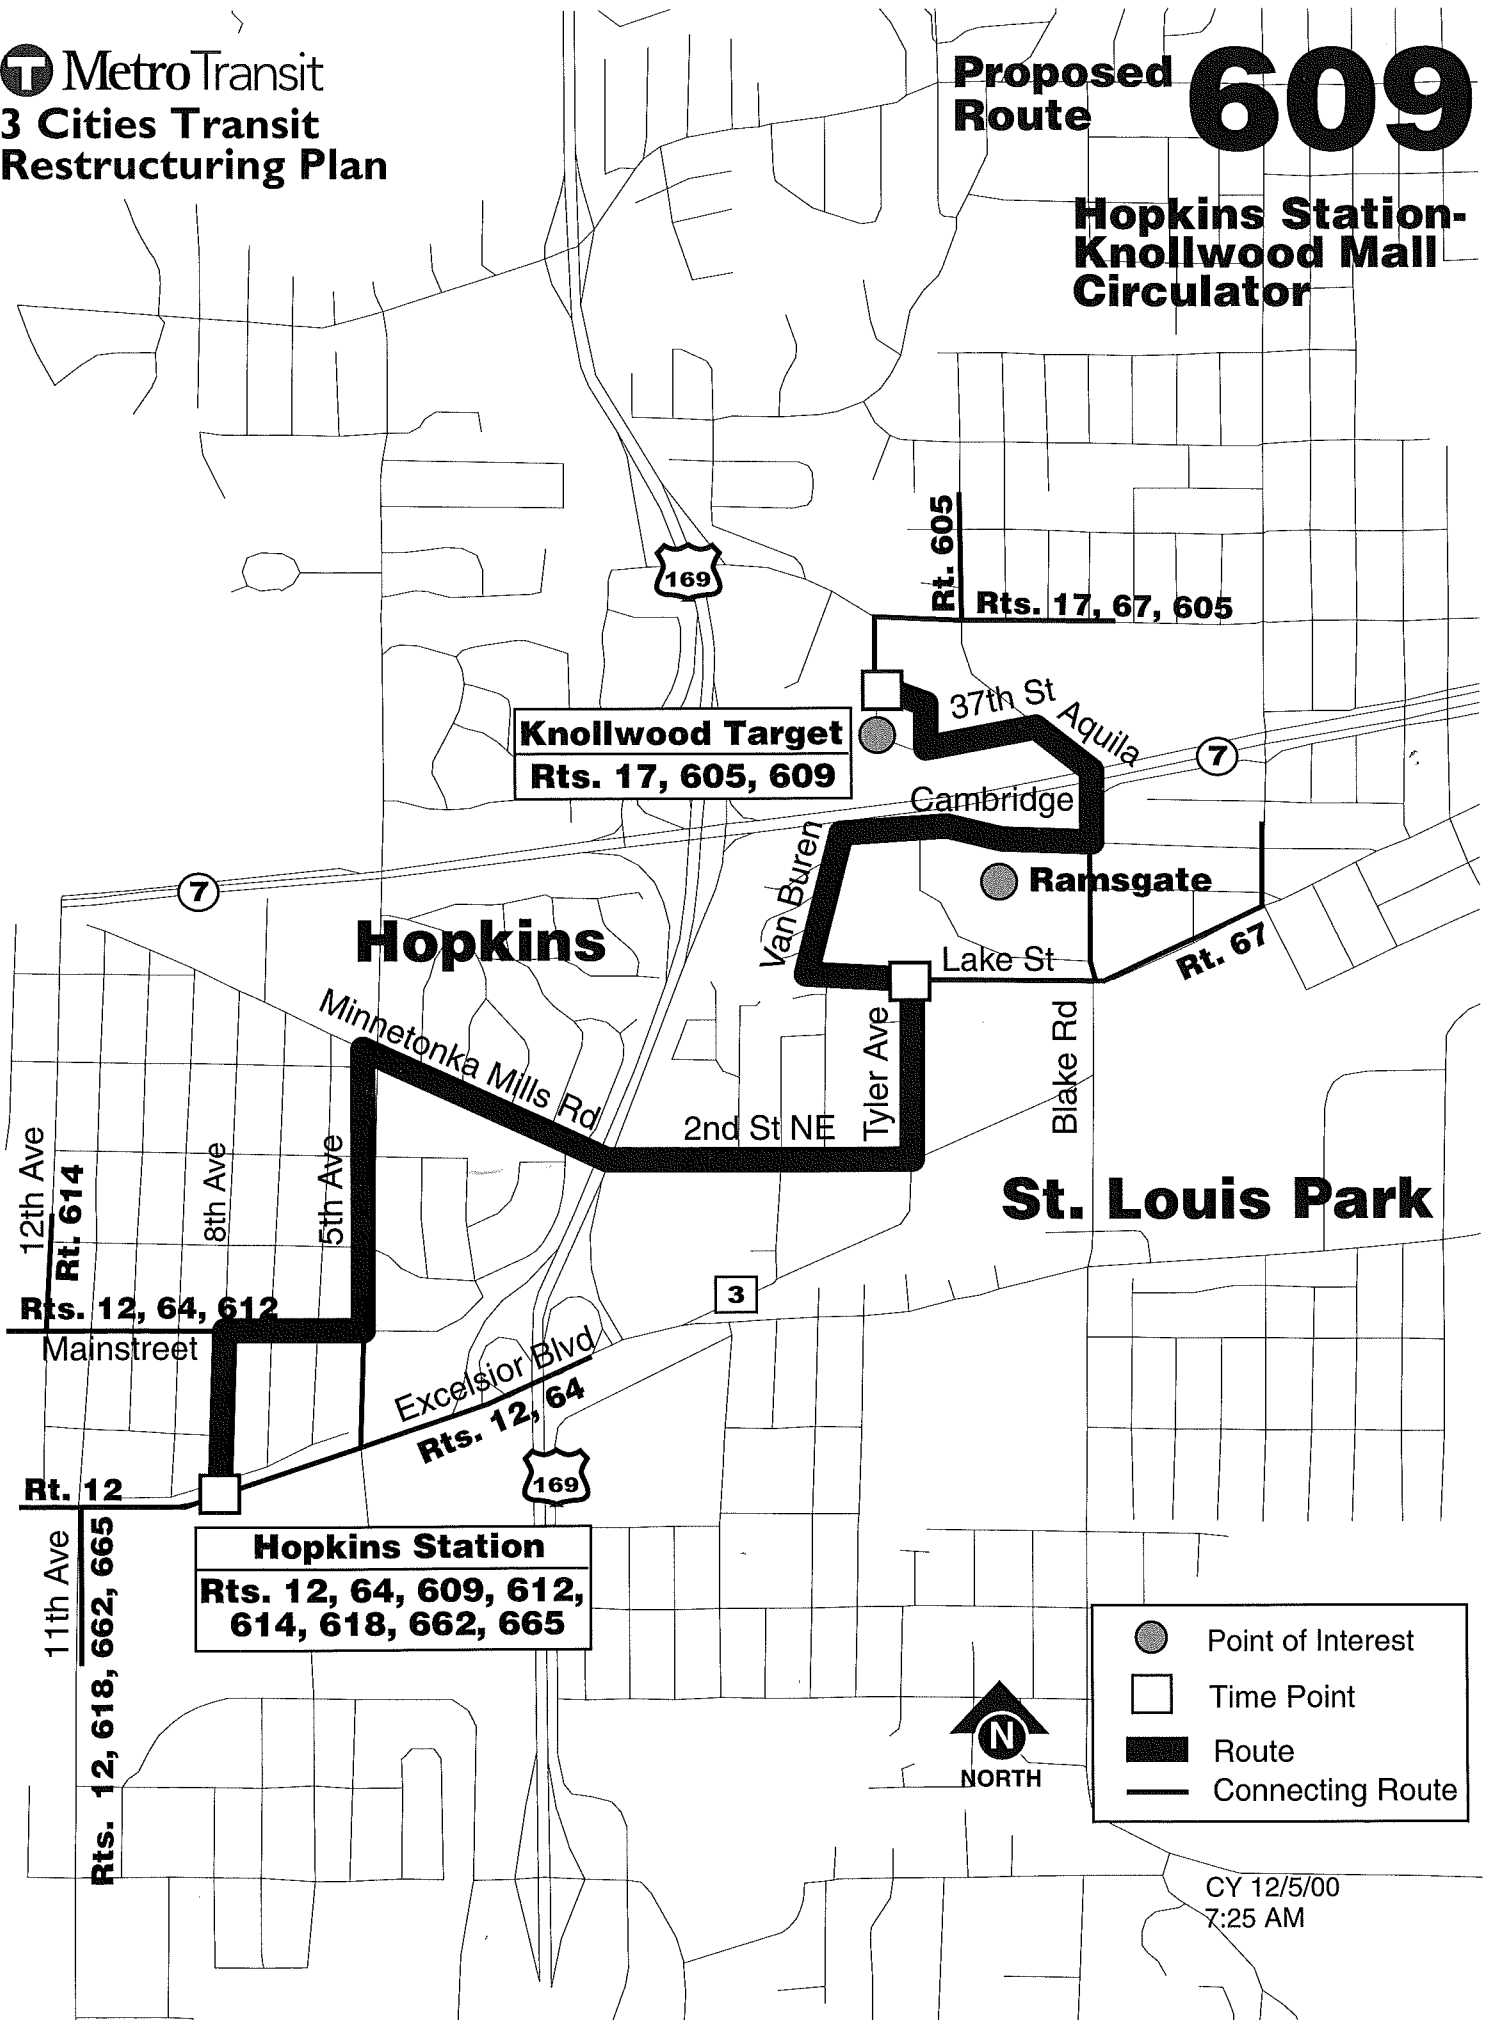 T MetroTransit
3 Cities Transit
Restructuring Plan
Proposed
Route
609
Hopkins Station-
Knollwood Mall
Circulator
169
Rt. 605
Rts. 17, 67, 605
37th St
Aquila
Knollwood Target
Rts. 17, 605, 609
7
Cambridge
Van Buren
Ramsgate
7
Hopkins
Lake St
Rt. 67
Minnetonka Mills Rd
Tyler Ave
Blake Rd
2nd St NE
12th Ave
Rt. 614
8th Ave
5th Ave
St. Louis Park
3
Rts. 12, 64, 612
Mainstreet
Excelsior Blvd
Rts. 12, 64
169
Rt. 12
11th Ave
Rts. 12, 618, 662, 665
Hopkins Station
Rts. 12, 64, 609, 612,
614, 618, 662, 665
N
NORTH
Point of Interest
Time Point
Route
Connecting Route
CY 12/5/00
7:25 AM